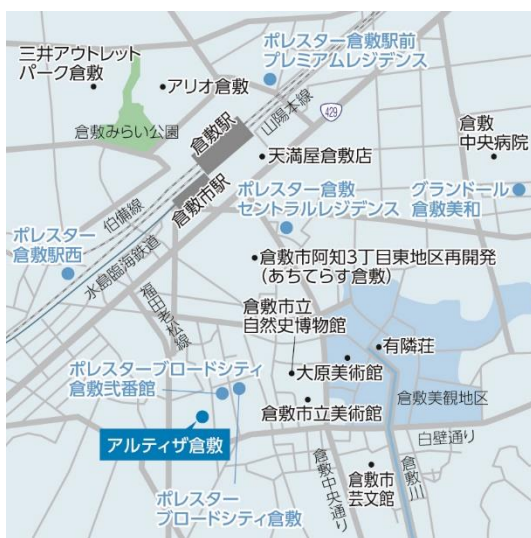 ポレスター倉敷駅前
プレミアムレジデンス
三井アウトレット
パーク倉敷
アリオ倉敷
山陽本線
429
倉敷
中央病院
倉敷みらい公園
倉敷駅
天満屋倉敷店
倉敷市駅
伯備線
ポレスター倉敷
セントラルレジデンス
グランドール
倉敷美和
ポレスター
倉敷駅西
水島臨海鉄道
倉敷市阿知3丁目東地区再開発
(あちてらす倉敷)
福田老松線
倉敷市立
自然史博物館
有隣荘
大原美術館
ポレスターブロードシティ
倉敷弐番館
倉敷美観地区
倉敷市立美術館
アルティザ倉敷
白壁通り
倉敷中央通り
倉敷川
倉敷市
芸文館
ポレスター
ブロードシティ倉敷